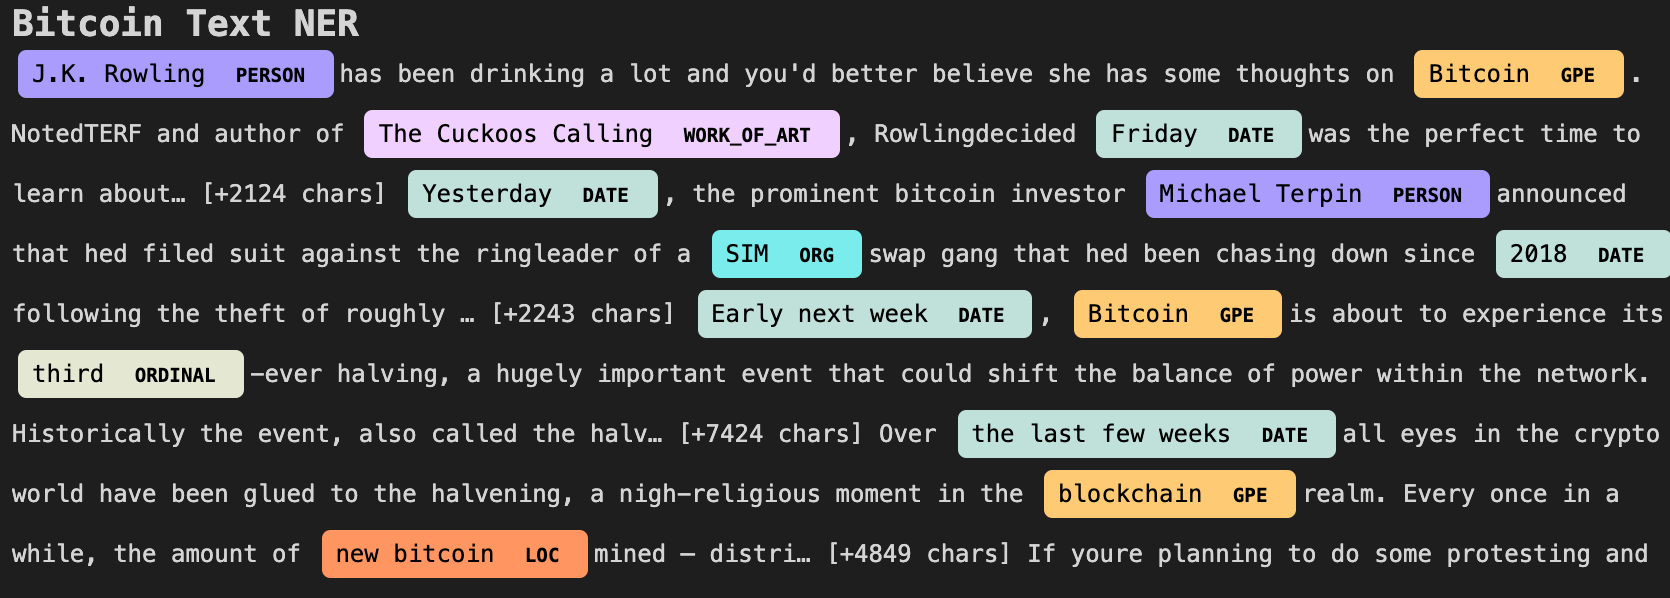 Bitcoin Text NER
J.K. Rowling PERSON has been drinking a lot and you'd better believe she has some thoughts on Bitcoin GPE .
NotedTERF and author of The Cuckoos Calling WORK_OF_ART , Rowlingdecided Friday DATE was the perfect time to
learn about… [+2124 chars] Yesterday DATE , the prominent bitcoin investor Michael Terpin PERSON announced
that hed filed suit against the ringleader of a SIM ORG swap gang that hed been chasing down since 2018 DATE
following the theft of roughly … [+2243 chars] Early next week DATE , Bitcoin GPE is about to experience its
third ORDINAL -ever halving, a hugely important event that could shift the balance of power within the network.
Historically the event, also called the halv… [+7424 chars] Over the last few weeks DATE all eyes in the crypto
world have been glued to the halvening, a nigh-religious moment in the blockchain GPE realm. Every once in a
while, the amount of new bitcoin LOC mined — distri… [+4849 chars] If youre planning to do some protesting and